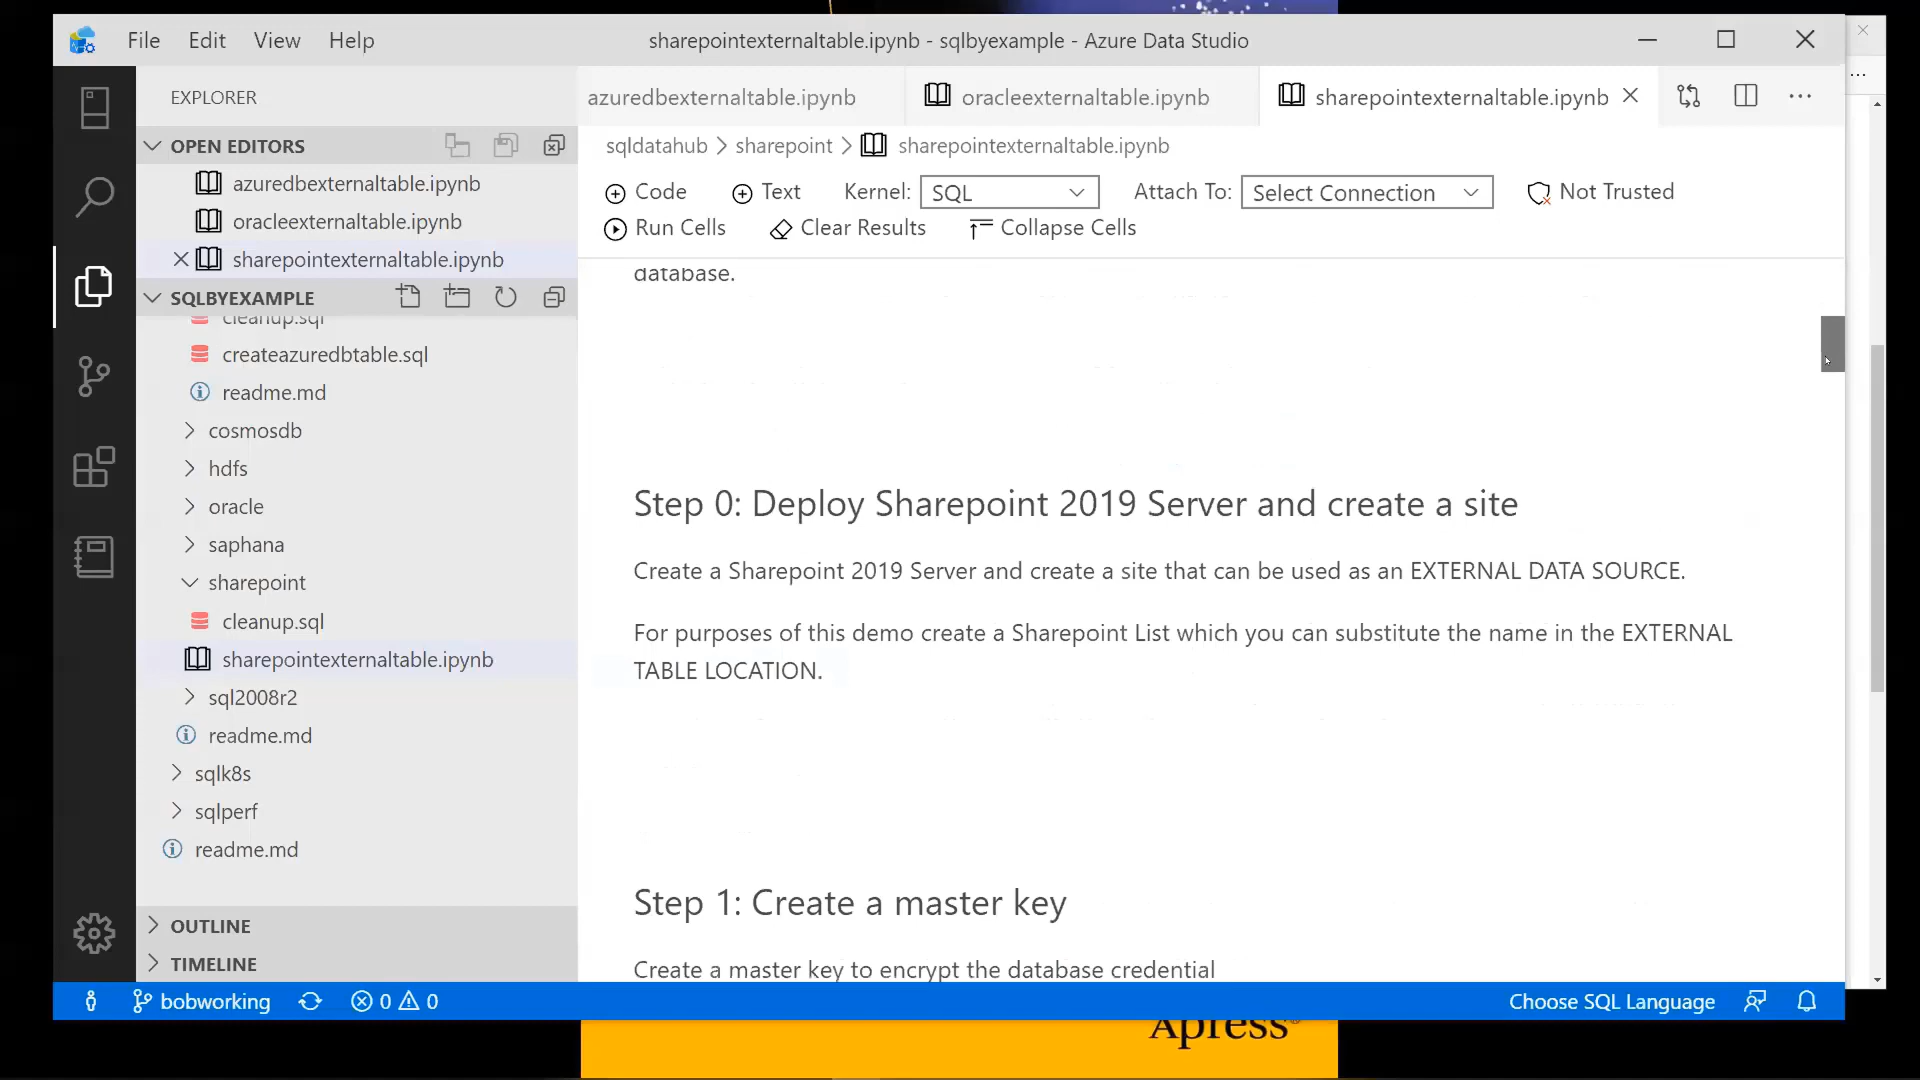 File Edit View Help
sharepointexternaltable.ipynb - sqlbyexample - Azure Data Studio
EXPLORER
OPEN EDITORS
azuredbexternaltable.ipynb
oracleexternaltable.ipynb
sharepointexternaltable.ipynb
SQLBYEXAMPLE
cleanup.sql
createazuredbtable.sql
readme.md
cosmosdb
hdfs
oracle
saphana
sharepoint
cleanup.sql
sharepointexternaltable.ipynb
sql2008r2
readme.md
sqlk8s
sqlperf
readme.md
OUTLINE
TIMELINE
azuredbexternaltable.ipynb oracleexternaltable.ipynb sharepointexternaltable.ipynb
sqldatahub > sharepoint > sharepointexternaltable.ipynb
Code Text Kernel: SQL Attach To: Select Connection Not Trusted
Run Cells Clear Results Collapse Cells
database.
Step 0: Deploy Sharepoint 2019 Server and create a site
Create a Sharepoint 2019 Server and create a site that can be used as an EXTERNAL DATA SOURCE.
For purposes of this demo create a Sharepoint List which you can substitute the name in the EXTERNAL
TABLE LOCATION.
Step 1: Create a master key
Create a master key to encrypt the database credential
bobworking 0 0 Choose SQL Language
Apress®